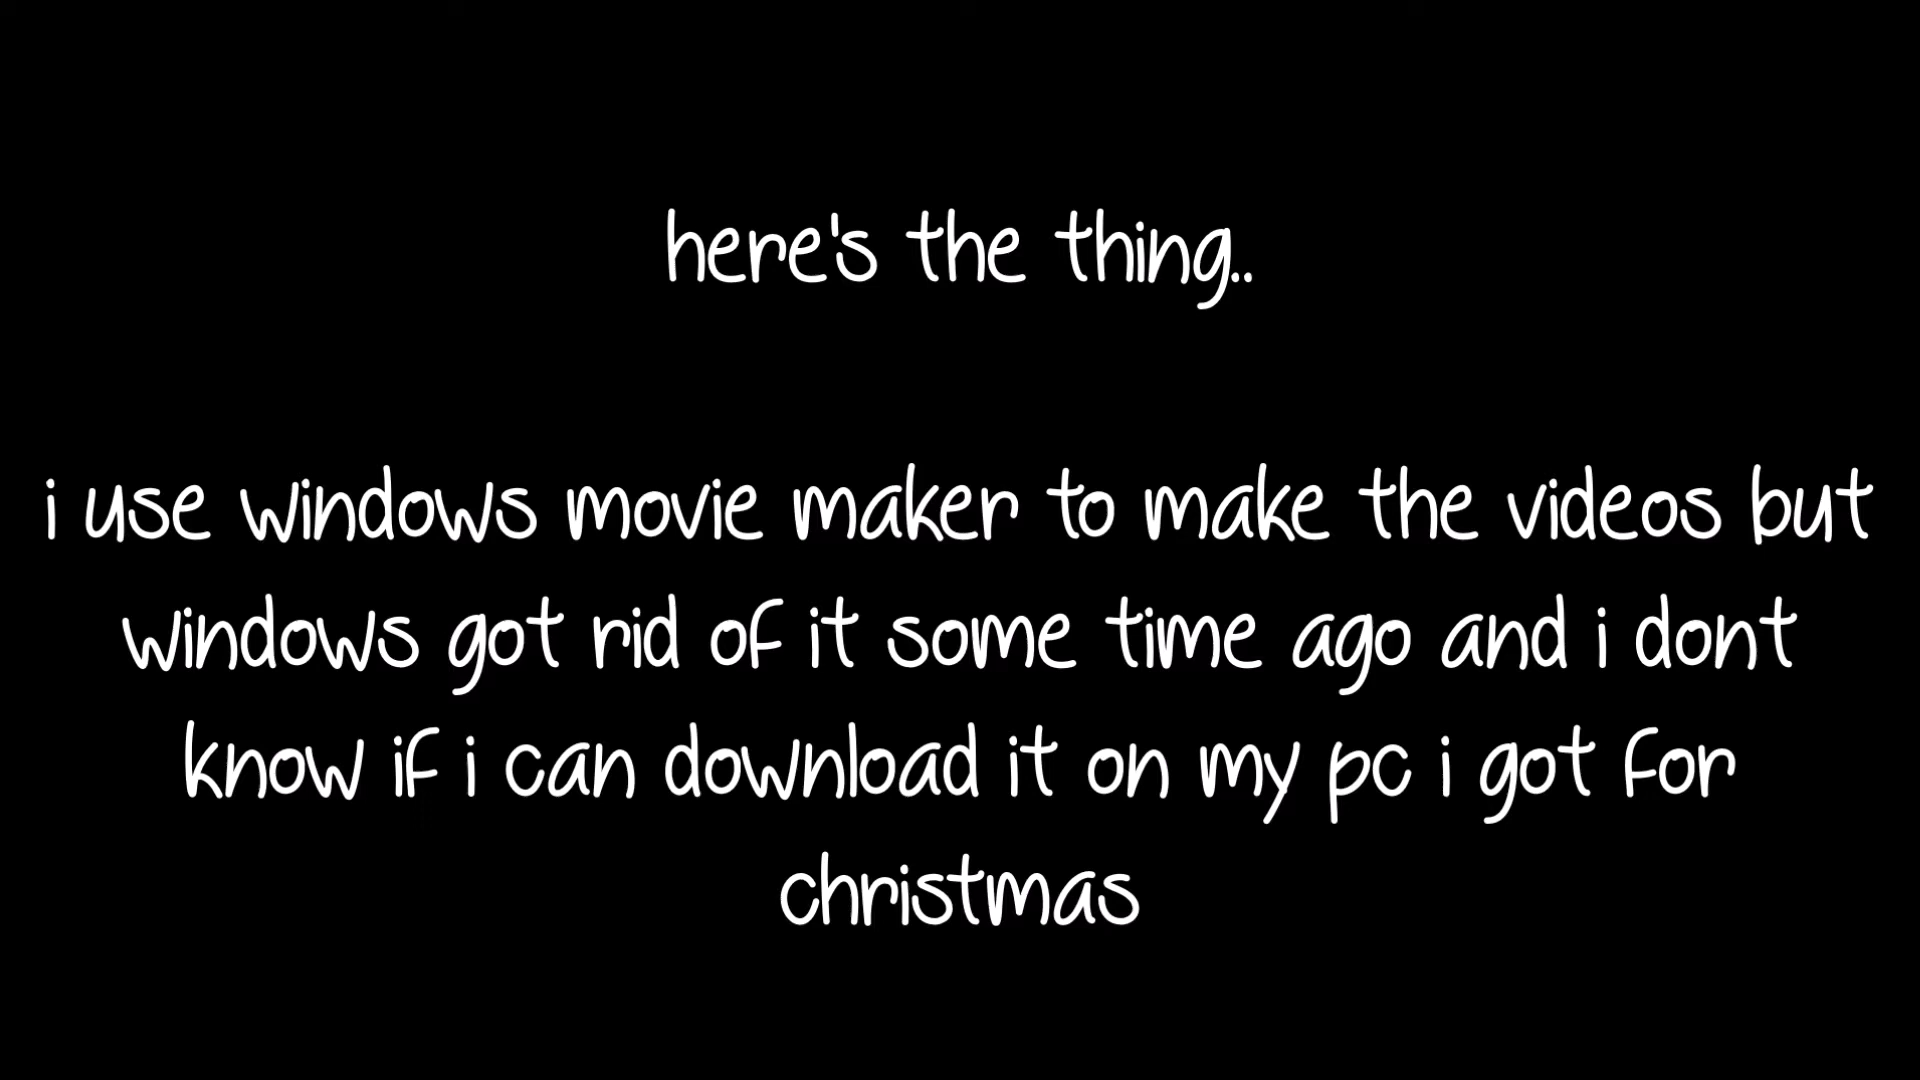 here's the thing..
i use windows movie maker to make the videos but
windows got rid of it some time ago and i dont
know if i can download it on my pc i got for
christmas